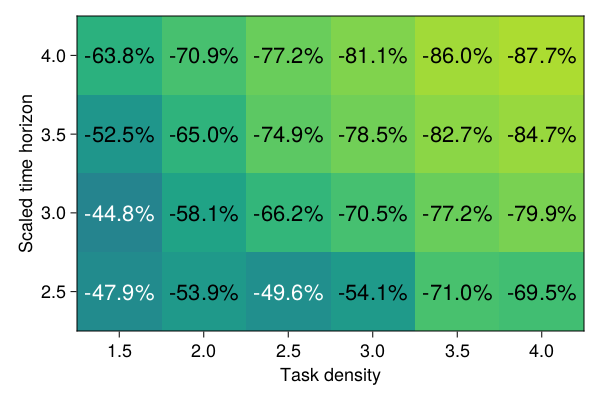 Scaled time horizon
4.0 -63.8% -70.9% -77.2% -81.1% -86.0% -87.7%
3.5 -52.5% -65.0% -74.9% -78.5% -82.7% -84.7%
3.0 -44.8% -58.1% -66.2% -70.5% -77.2% -79.9%
2.5 -47.9% -53.9% -49.6% -54.1% -71.0% -69.5%
1.5 2.0 2.5 3.0 3.5 4.0
Task density